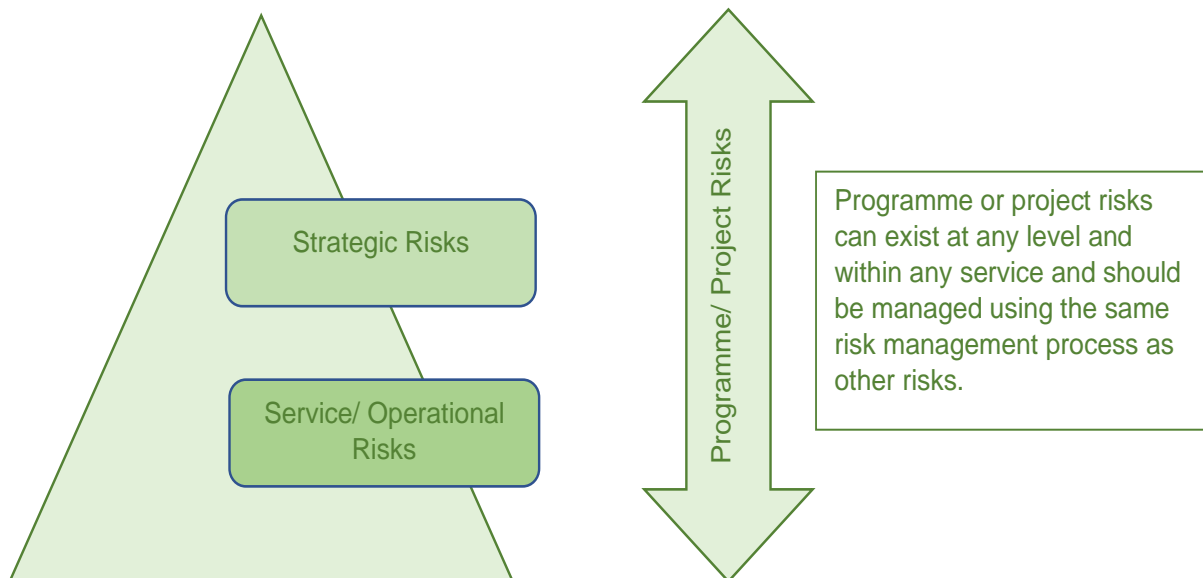 Strategic Risks
Service/ Operational
Risks
Programme/ Project Risks
Programme or project risks
can exist at any level and
within any service and should
be managed using the same
risk management process as
other risks.